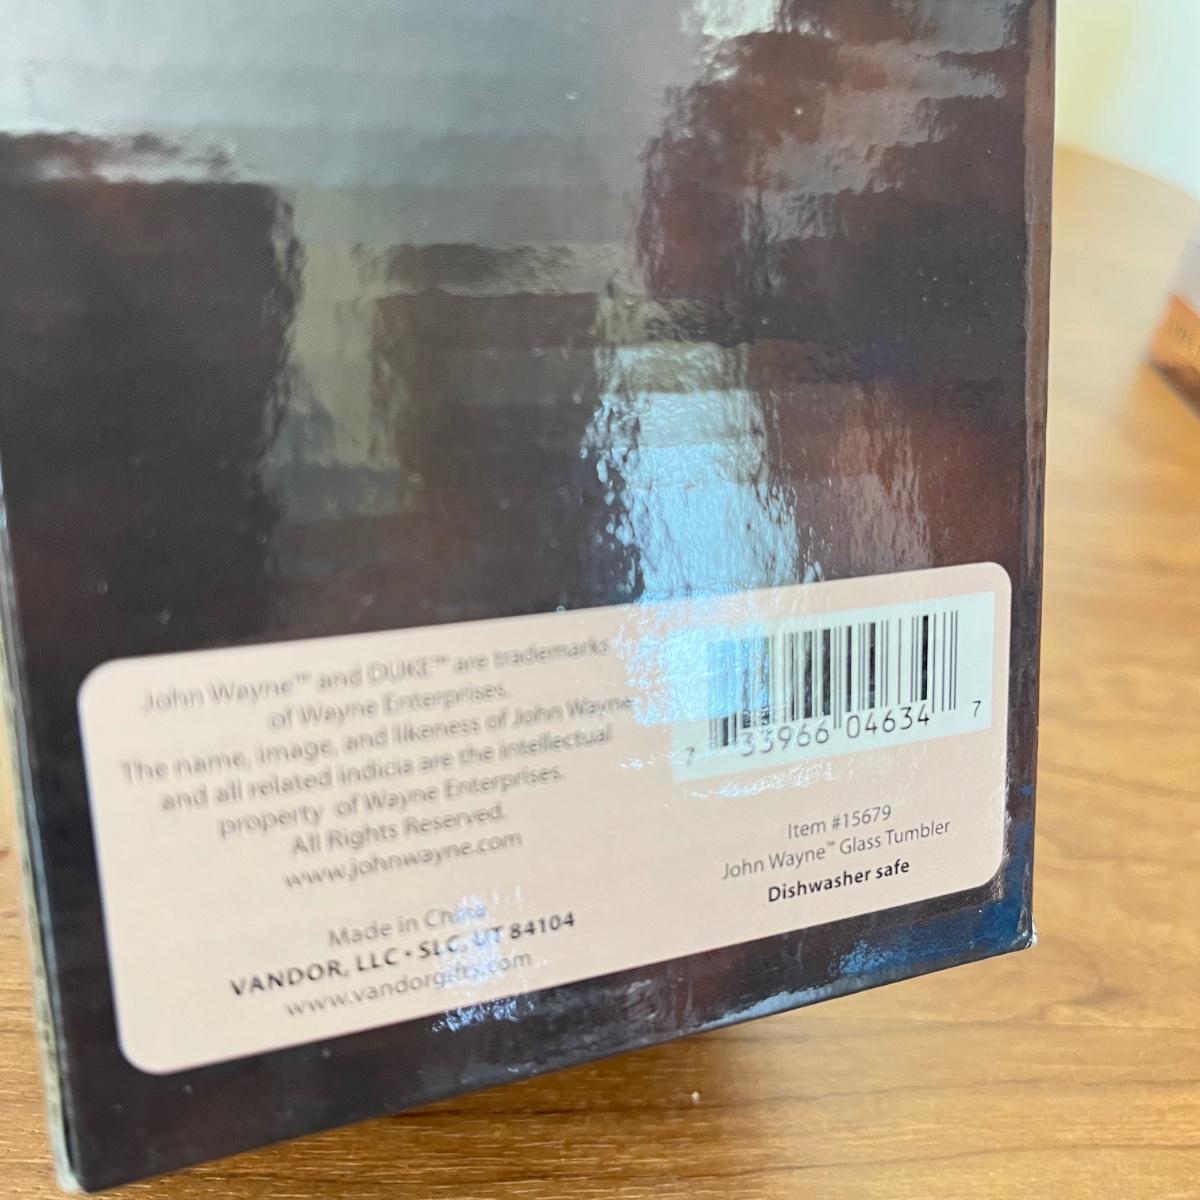 John Wayne™ and DUKE™ are trademarks
of Wayne Enterprises.
The name, image, and likeness of John Wayne
and all related indicia are the intellectual
property of Wayne Enterprises.
All Rights Reserved.
www.johnwayne.com
Made in China
VANDOR, LLC • SLC, UT 84104
www.vandorgifts.com
7 33966 04634 7
Item #15679
John Wayne™ Glass Tumbler
Dishwasher safe